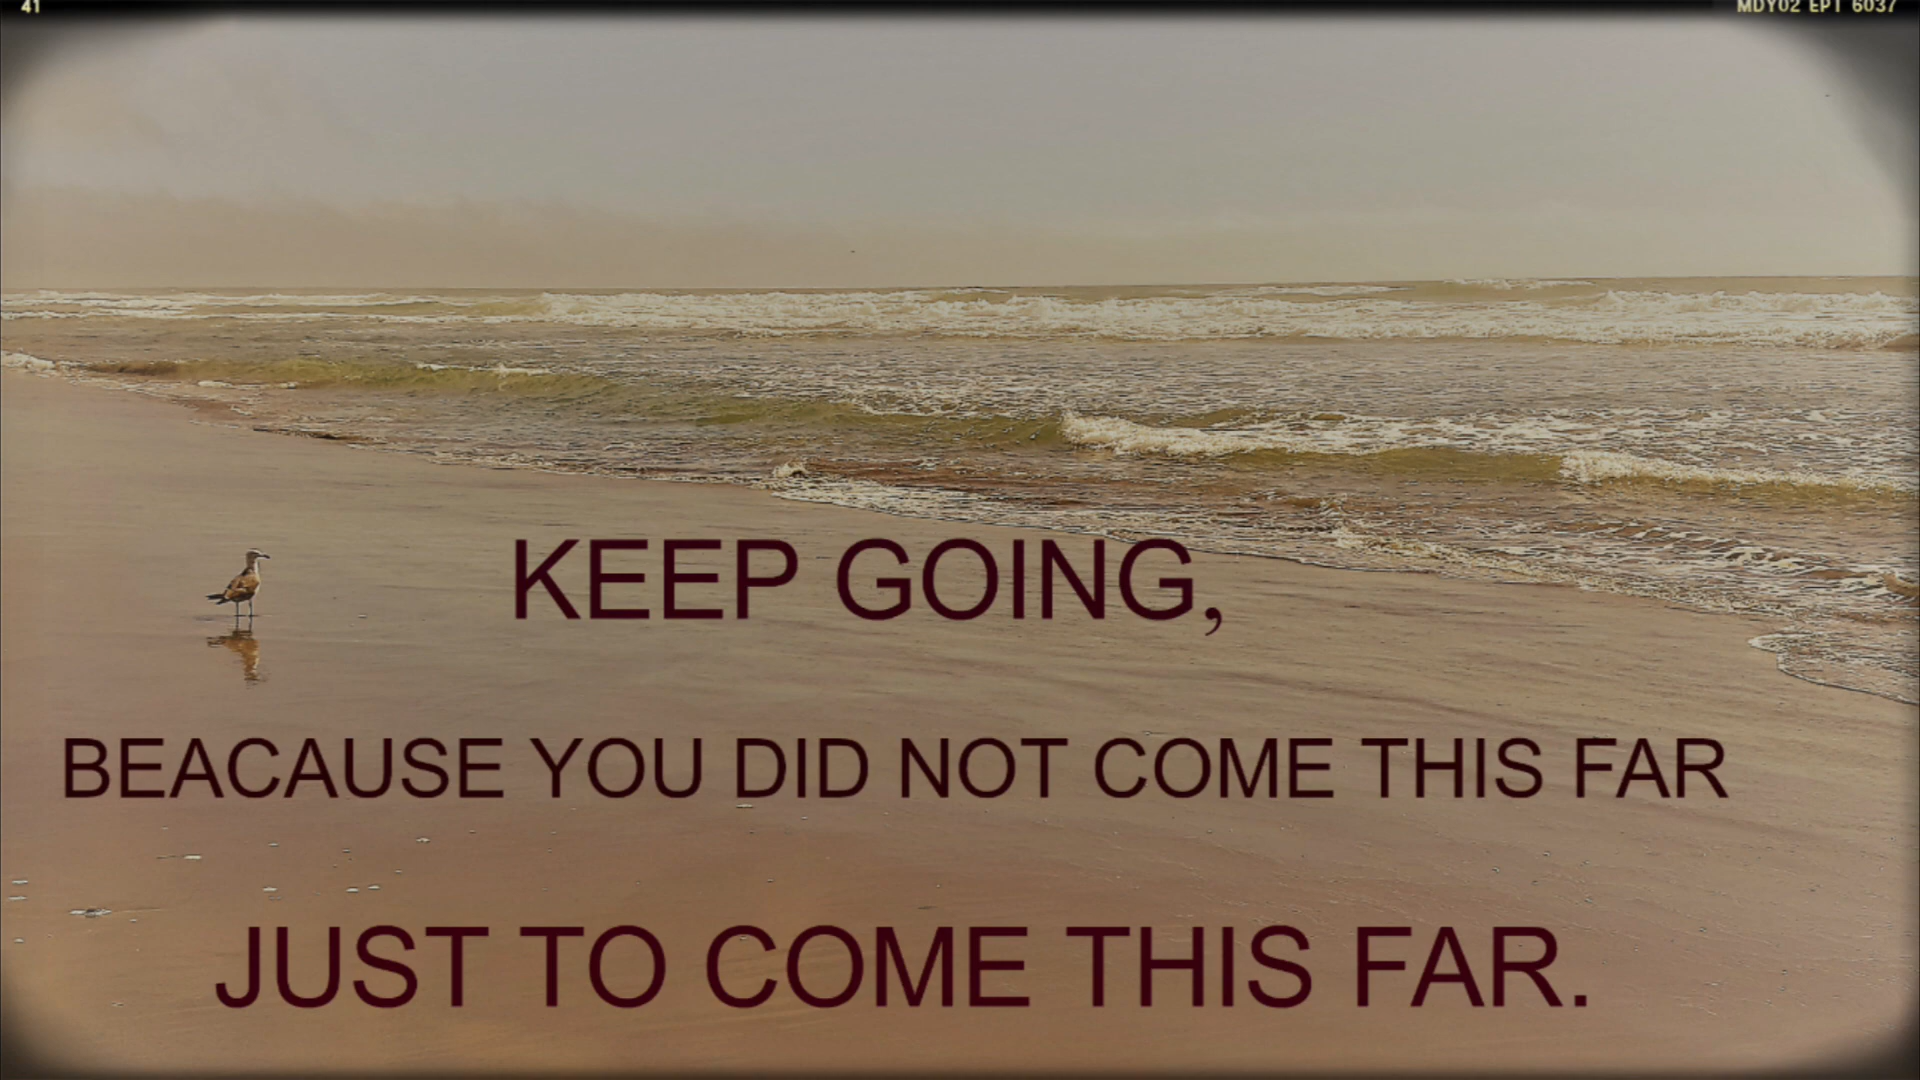 41
MDY02 EPT 6037
KEEP GOING,
BEACAUSE YOU DID NOT COME THIS FAR
JUST TO COME THIS FAR.